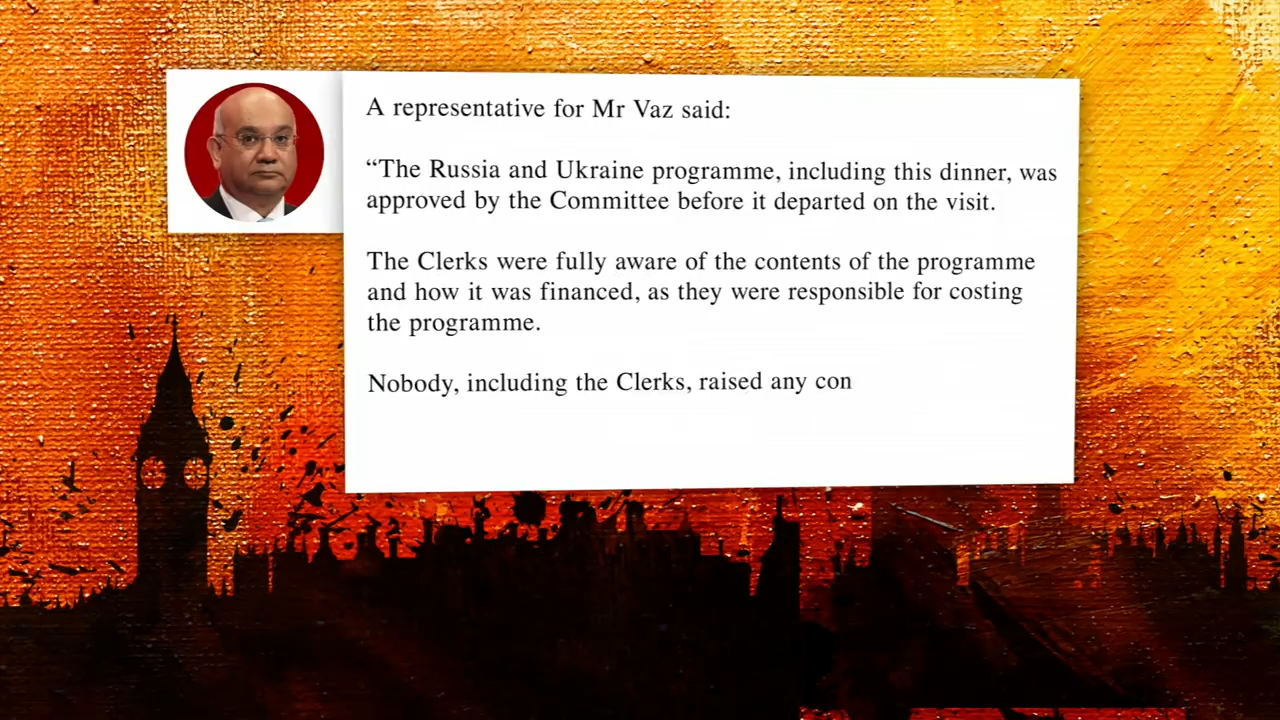 A representative for Mr Vaz said:
“The Russia and Ukraine programme, including this dinner, was
approved by the Committee before it departed on the visit.
The Clerks were fully aware of the contents of the programme
and how it was financed, as they were responsible for costing
the programme.
Nobody, including the Clerks, raised any con